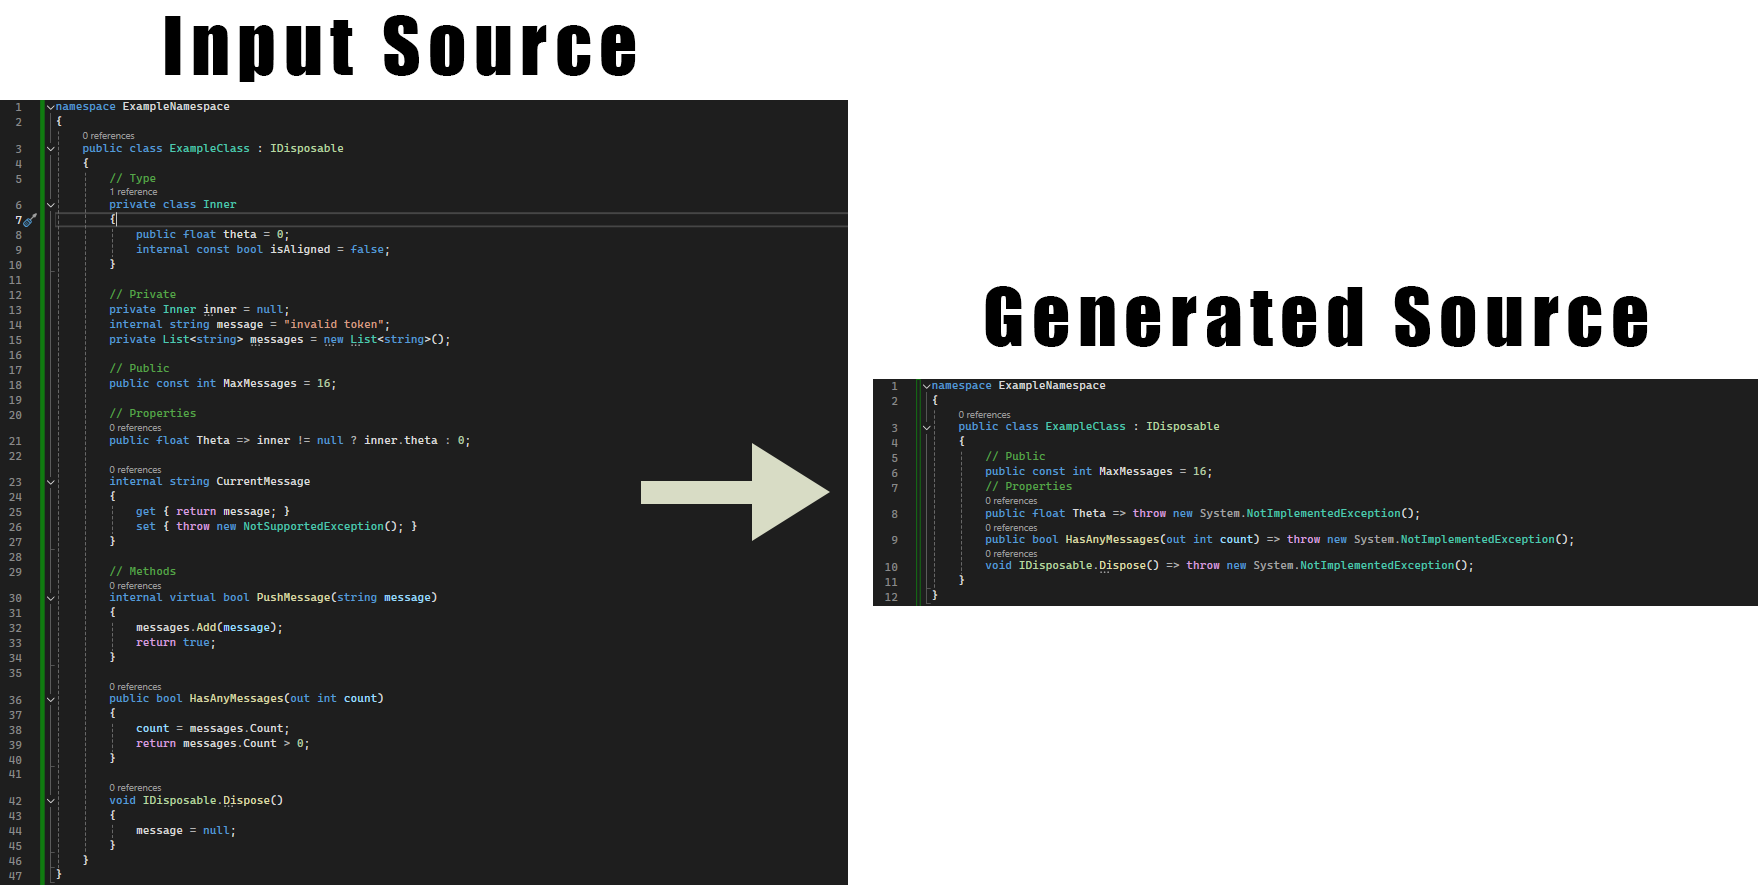 Input Source
1 namespace ExampleNamespace
2 {
0 references
3 public class ExampleClass : IDisposable
4 {
5 // Type
1 reference
6 private class Inner
7 {
8 public float theta = 0;
9 internal const bool isAligned = false;
10 }
11
12 // Private
13 private Inner inner = null;
14 internal string message = "invalid token";
15 private List<string> messages = new List<string>();
16
17 // Public
18 public const int MaxMessages = 16;
19
20 // Properties
0 references
21 public float Theta => inner != null ? inner.theta : 0;
22
0 references
23 internal string CurrentMessage
24 {
25 get { return message; }
26 set { throw new NotSupportedException(); }
27 }
28
29 // Methods
0 references
30 internal virtual bool PushMessage(string message)
31 {
32 messages.Add(message);
33 return true;
34 }
35
0 references
36 public bool HasAnyMessages(out int count)
37 {
38 count = messages.Count;
39 return messages.Count > 0;
40 }
41
0 references
42 void IDisposable.Dispose()
43 {
44 message = null;
45 }
46 }
47 }
Generated Source
1 namespace ExampleNamespace
2 {
0 references
3 public class ExampleClass : IDisposable
4 {
5 // Public
6 public const int MaxMessages = 16;
7 // Properties
0 references
8 public float Theta => throw new System.NotImplementedException();
0 references
9 public bool HasAnyMessages(out int count) => throw new System.NotImplementedException();
0 references
10 void IDisposable.Dispose() => throw new System.NotImplementedException();
11 }
12 }